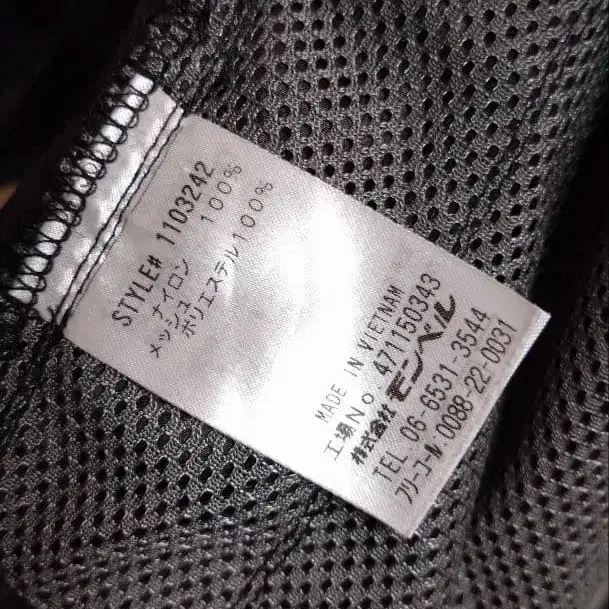 STYLE# 1103242
ナイロン 100%
メッシュ
ポリエステル100%
MADE IN VIETNAM
工場No 471150343
株式会社モンベル
TEL 06-6531-3544
フリーコール.0088-22-0031